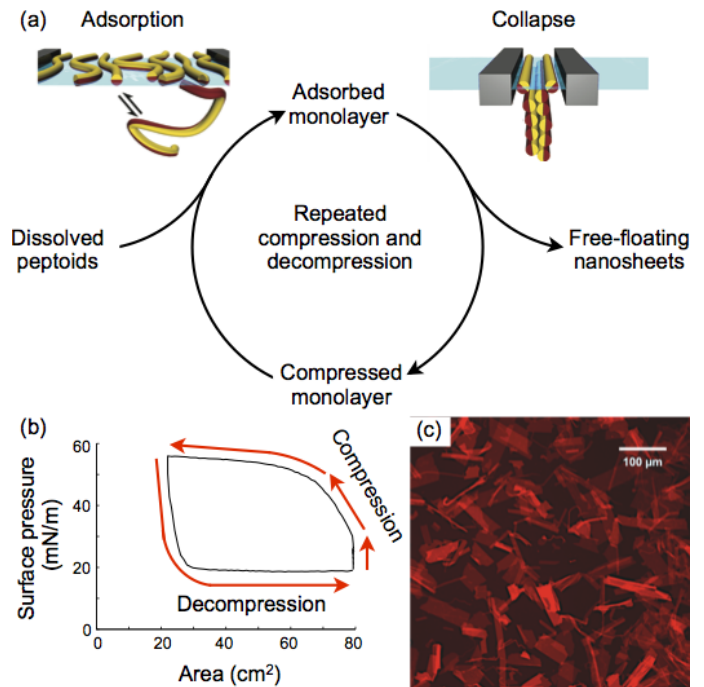 (a)
Adsorption
Collapse
Adsorbed
monolayer
Dissolved
peptoids
Repeated
compression and
decompression
Free-floating
nanosheets
Compressed
monolayer
(b)
60
40
20
0
0
20
40
60
80
Surface pressure
(mN/m)
Area (cm²)
Compression
Decompression
(c)
100 µm